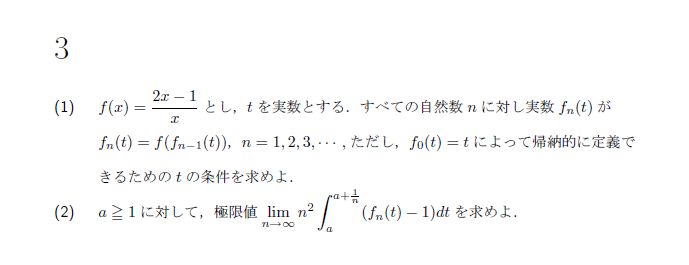 3
(1) f(x) = \frac{2x − 1}{x} とし，t を実数とする．すべての自然数 n に対し実数 f_n(t) が
f_n(t) = f(f_{n−1}(t))，n = 1, 2, 3, ⋯ , ただし，f_0(t) = t によって帰納的に定義で
きるための t の条件を求めよ．
(2) a ≧ 1 に対して，極限値 \lim_{n→∞} n^2 \int_a^{a+\frac{1}{n}} (f_n(t) − 1)dt を求めよ．